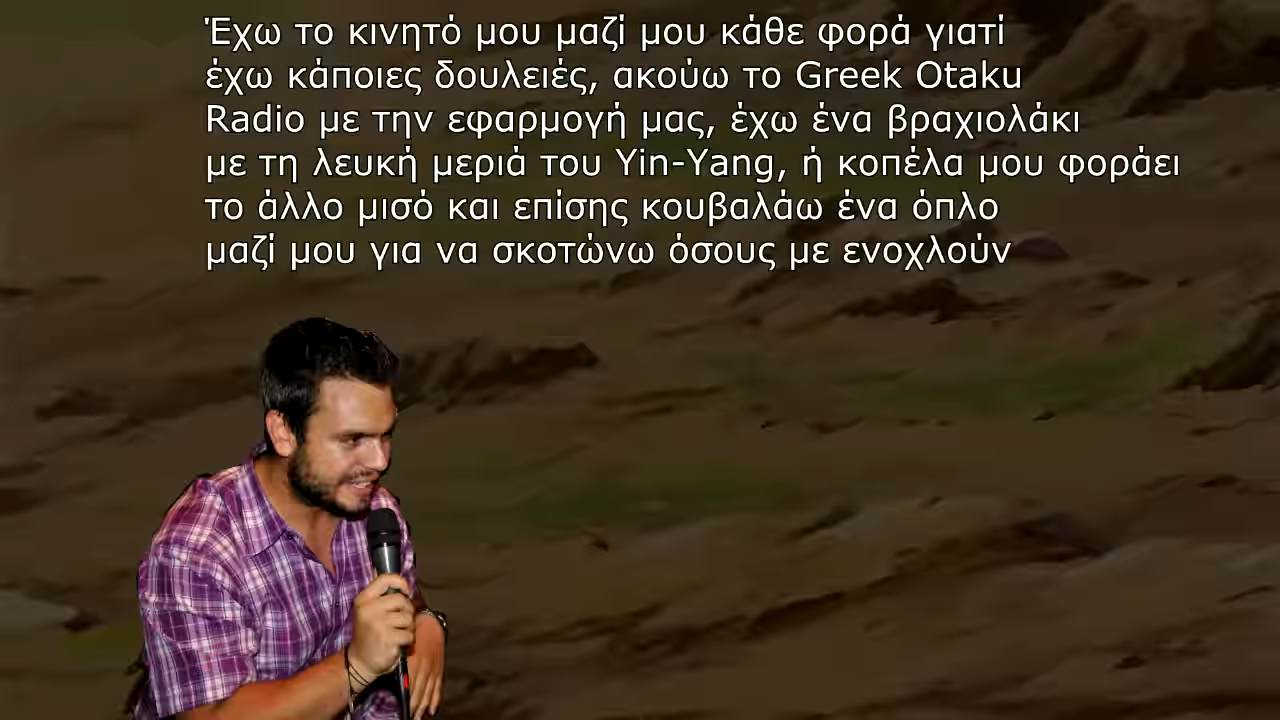 Έχω το κινητό μου μαζί μου κάθε φορά γιατί
έχω κάποιες δουλειές, ακούω το Greek Otaku
Radio με την εφαρμογή μας, έχω ένα βραχιολάκι
με τη λευκή μεριά του Yin-Yang, ή κοπέλα μου φοράει
το άλλο μισό και επίσης κουβαλάω ένα όπλο
μαζί μου για να σκοτώνω όσους με ενοχλούν